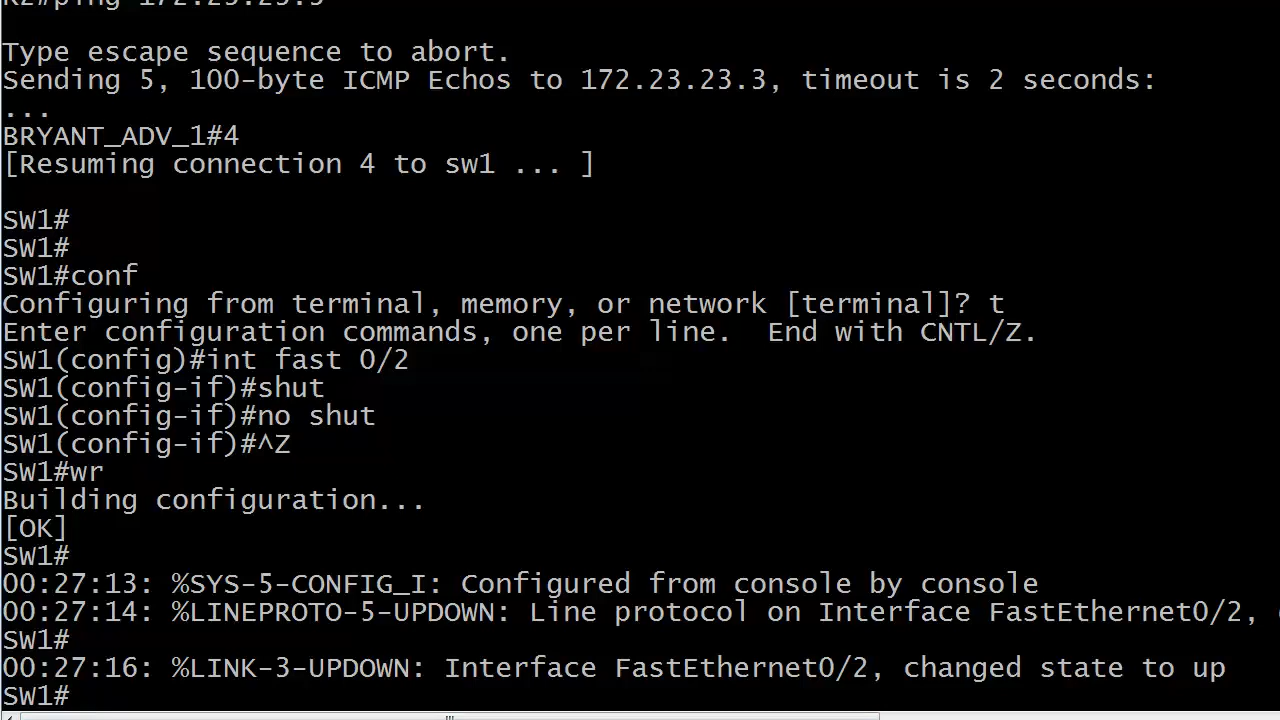 R2#ping 172.23.23.3
Type escape sequence to abort.
Sending 5, 100-byte ICMP Echos to 172.23.23.3, timeout is 2 seconds:
...
BRYANT_ADV_1#4
[Resuming connection 4 to sw1 ... ]
SW1#
SW1#
SW1#conf
Configuring from terminal, memory, or network [terminal]? t
Enter configuration commands, one per line.  End with CNTL/Z.
SW1(config)#int fast 0/2
SW1(config-if)#shut
SW1(config-if)#no shut
SW1(config-if)#^Z
SW1#wr
Building configuration...
[OK]
SW1#
00:27:13: %SYS-5-CONFIG_I: Configured from console by console
00:27:14: %LINEPROTO-5-UPDOWN: Line protocol on Interface FastEthernet0/2,
SW1#
00:27:16: %LINK-3-UPDOWN: Interface FastEthernet0/2, changed state to up
SW1#